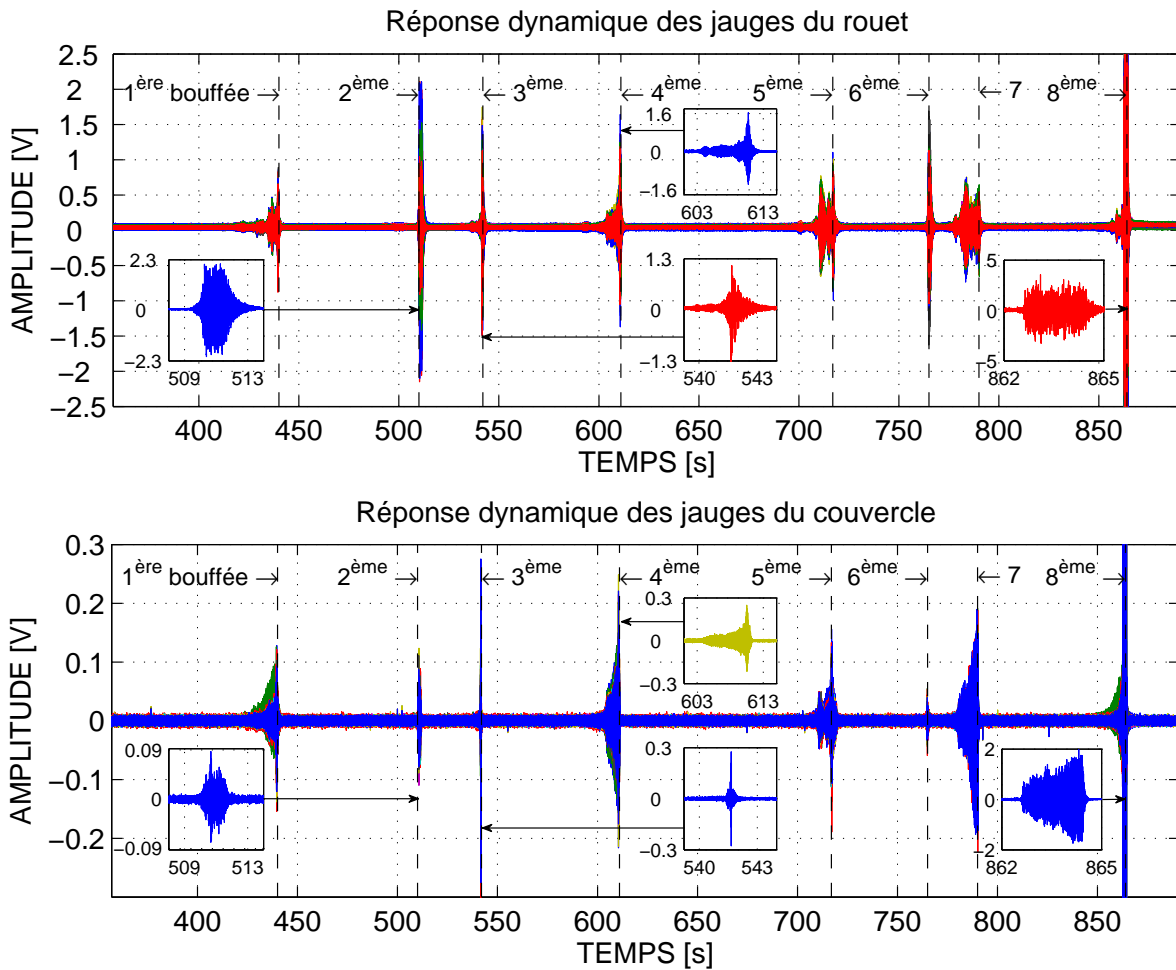 Réponse dynamique des jauges du rouet
AMPLITUDE [V]
2.5
2
1.5
1
0.5
0
−0.5
−1
−1.5
−2
−2.5
1ère bouffée
2ème
3ème
4ème
5ème
6ème
7
8ème
1.6
0
−1.6
603 613
2.3
0
−2.3
509 513
1.3
0
−1.3
540 543
5
0
−5
862 865
400 450 500 550 600 650 700 750 800 850
TEMPS [s]
Réponse dynamique des jauges du couvercle
AMPLITUDE [V]
0.3
0.2
0.1
0
−0.1
−0.2
1ère bouffée
2ème
3ème
4ème
5ème
6ème
7
8ème
0.3
0
−0.3
603 613
0.09
0
−0.09
509 513
0.3
0
−0.3
540 543
2
0
−2
862 865
400 450 500 550 600 650 700 750 800 850
TEMPS [s]